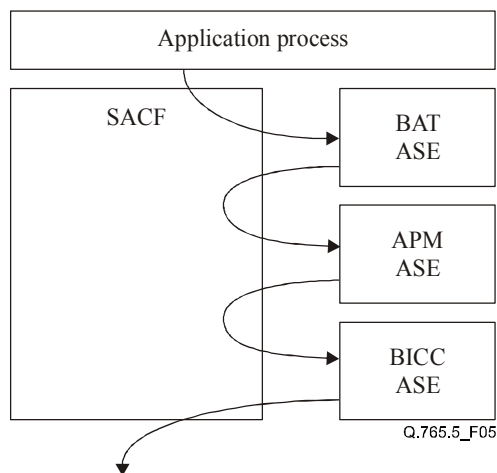 Application process
SACF
BAT
ASE
APM
ASE
BICC
ASE
Q.765.5_F05